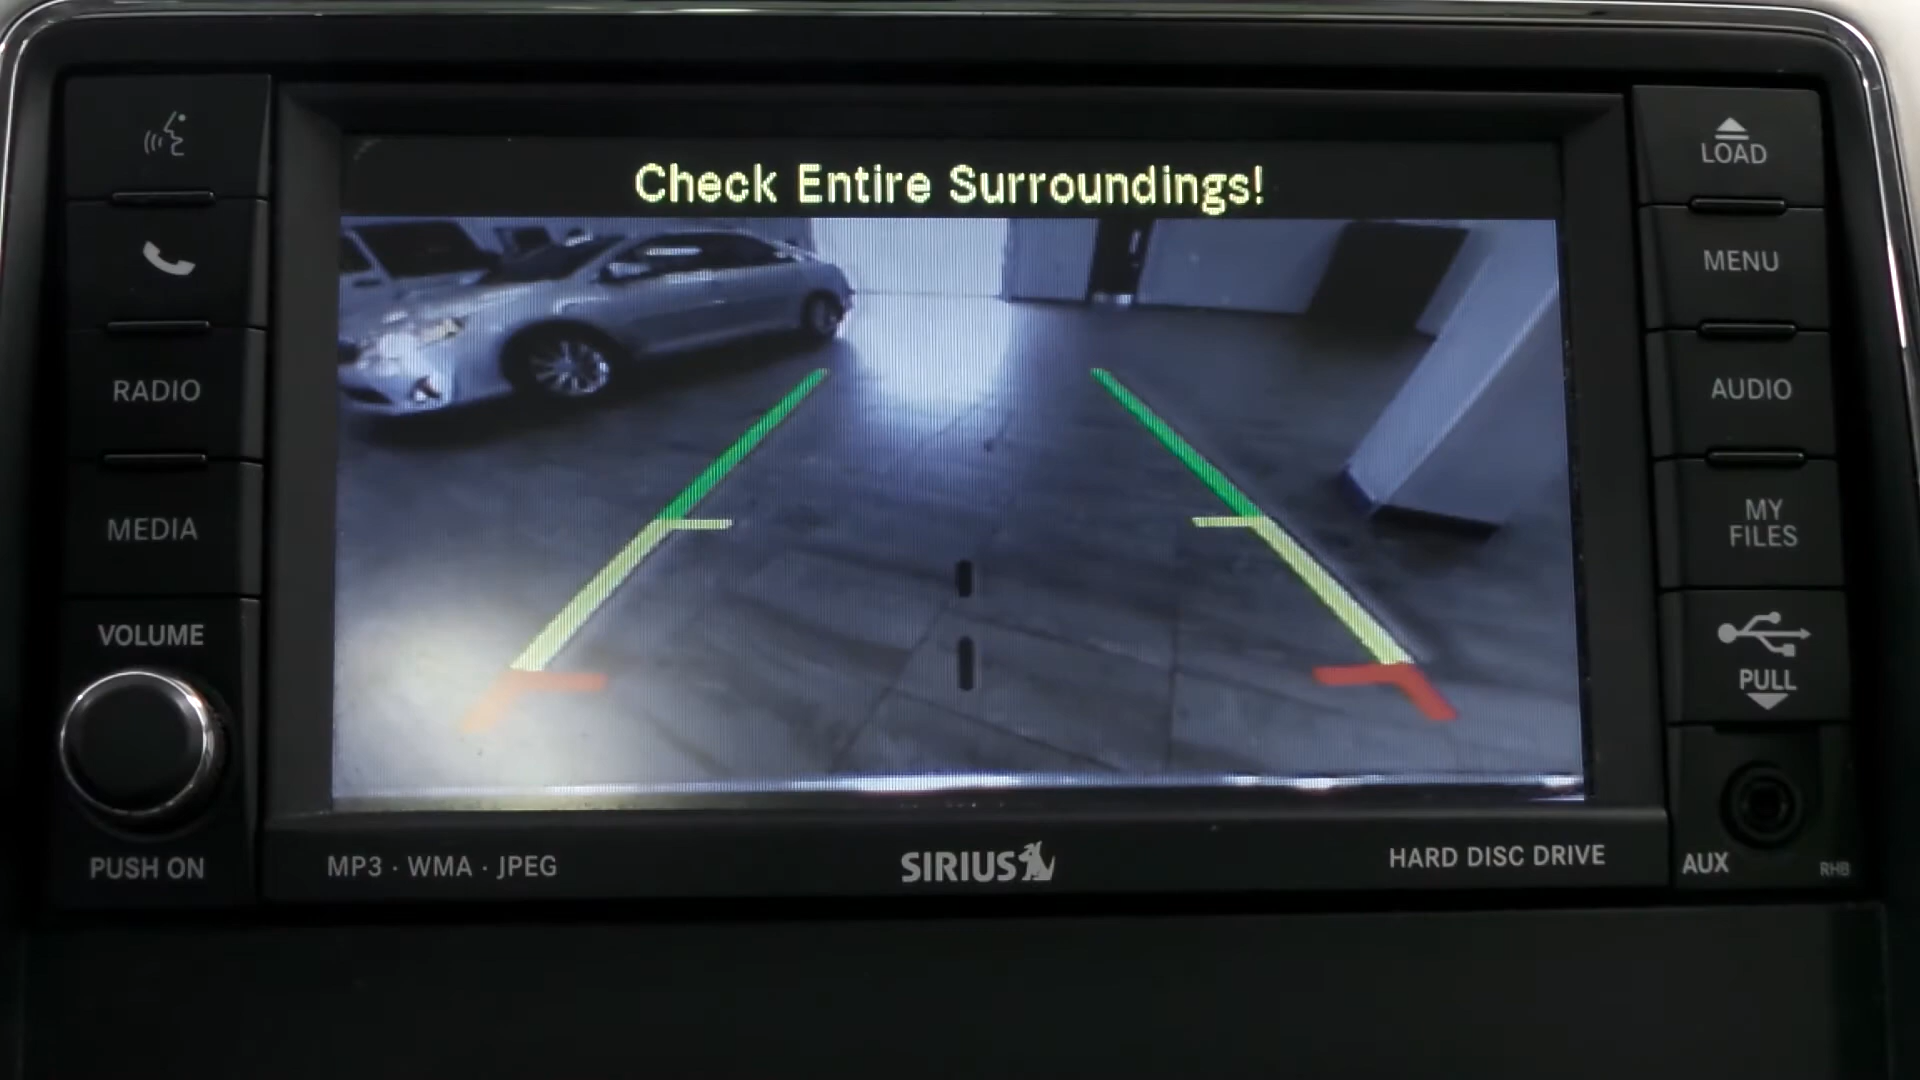 Check Entire Surroundings!
RADIO
MEDIA
VOLUME
PUSH ON
LOAD
MENU
AUDIO
MY
FILES
PULL
AUX
RHB
MP3 · WMA · JPEG
SIRIUS
HARD DISC DRIVE